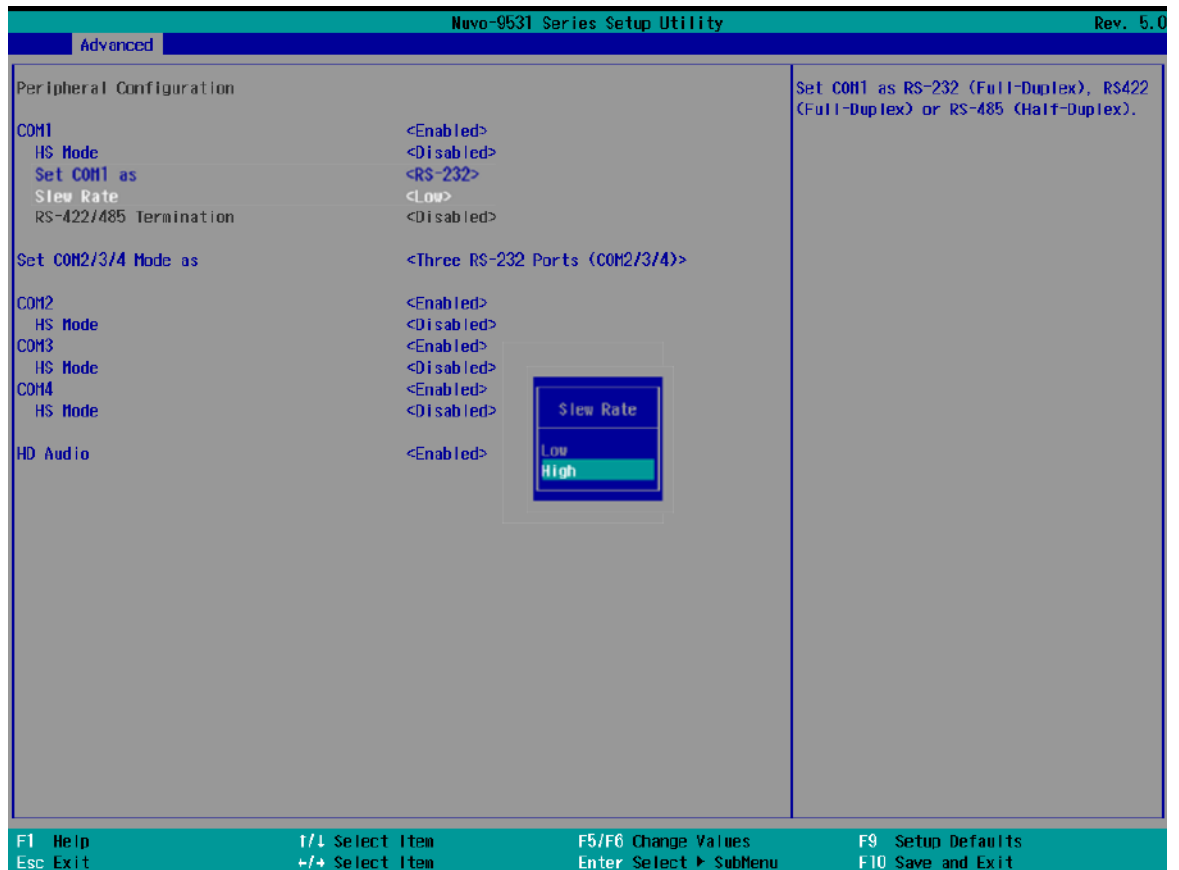 Nuvo-9531 Series Setup Utility Rev. 5.0
Advanced
Peripheral Configuration
Set COM1 as RS-232 (Full-Duplex), RS422
(Full-Duplex) or RS-485 (Half-Duplex).
COM1 <Enabled>
HS Mode <Disabled>
Set COM1 as <RS-232>
Slew Rate <Low>
RS-422/485 Termination <Disabled>
Set COM2/3/4 Mode as <Three RS-232 Ports (COM2/3/4)>
COM2 <Enabled>
HS Mode <Disabled>
COM3 <Enabled>
HS Mode <Disabled>
COM4 <Enabled>
HS Mode <Disabled>
HD Audio <Enabled>
Slew Rate
Low
High
F1 Help ↑/↓ Select Item F5/F6 Change Values F9 Setup Defaults
Esc Exit ←/→ Select Item Enter Select ▶ SubMenu F10 Save and Exit